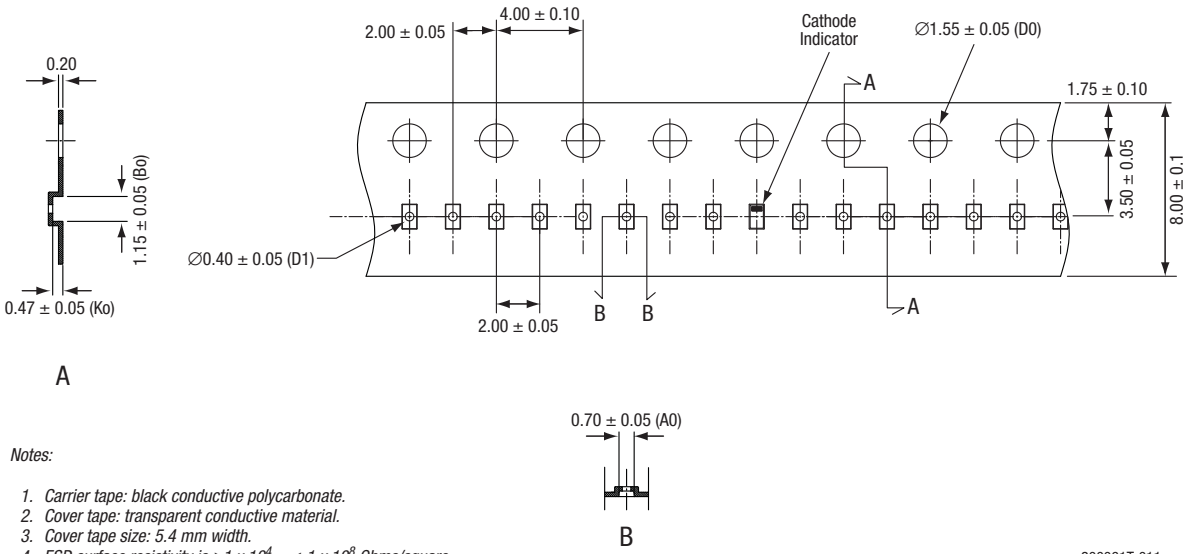 4.00 ± 0.10
2.00 ± 0.05
Cathode
Indicator
Ø1.55 ± 0.05 (D0)
0.20
A
1.75 ± 0.10
1.15 ± 0.05 (Bo)
3.50 ± 0.05
8.00 ± 0.1
Ø0.40 ± 0.05 (D1)
0.47 ± 0.05 (Ko)
B B
A
2.00 ± 0.05
A
0.70 ± 0.05 (A0)
Notes:
1. Carrier tape: black conductive polycarbonate.
2. Cover tape: transparent conductive material.
3. Cover tape size: 5.4 mm width.
B